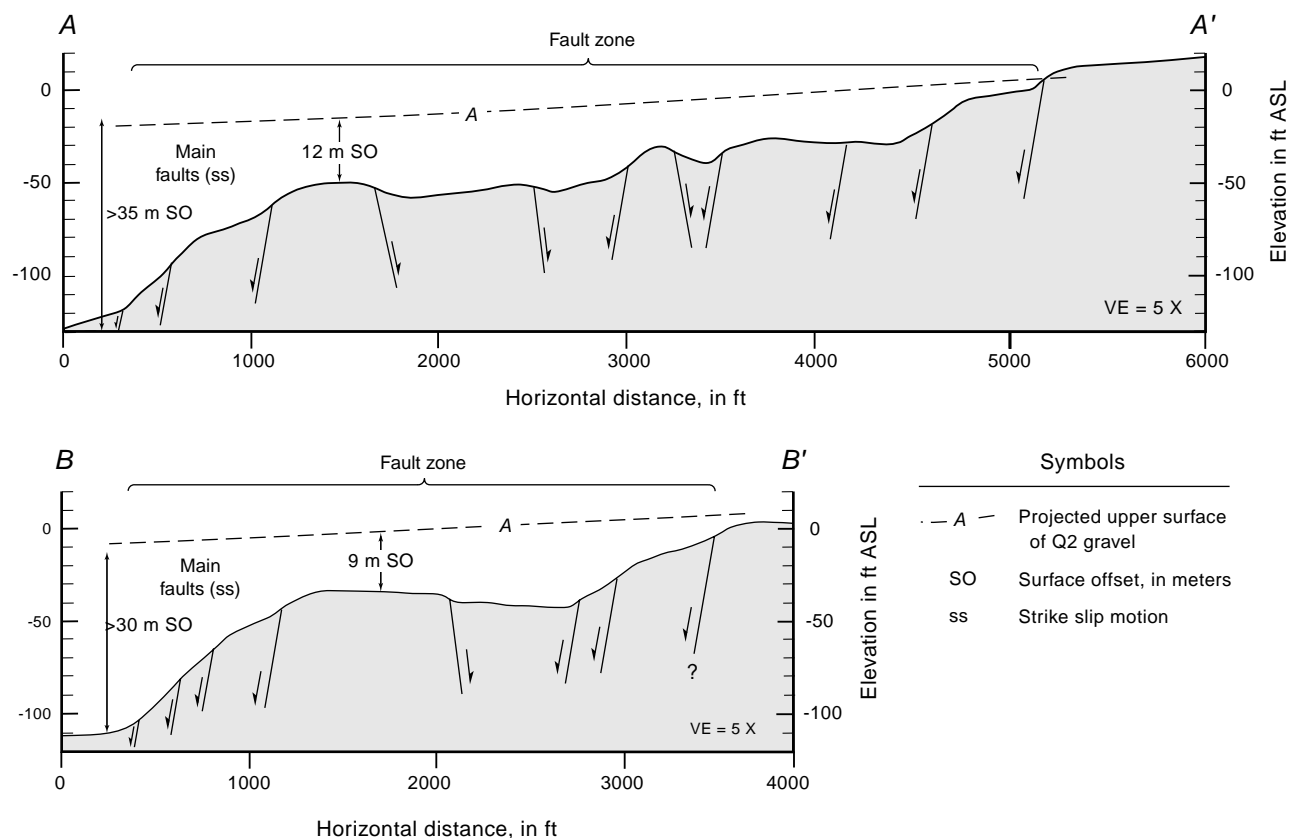 A
A'
Fault zone
0
-50
-100
A
12 m SO
Main
faults (ss)
>35 m SO
0
-50
-100
Elevation in ft ASL
VE = 5 X
0
1000
2000
3000
4000
5000
6000
Horizontal distance, in ft
B
B'
Fault zone
0
-50
-100
A
9 m SO
Main
faults (ss)
>30 m SO
?
0
-50
-100
Elevation in ft ASL
VE = 5 X
0
1000
2000
3000
4000
Horizontal distance, in ft
Symbols
A
Projected upper surface
of Q2 gravel
SO
Surface offset, in meters
ss
Strike slip motion